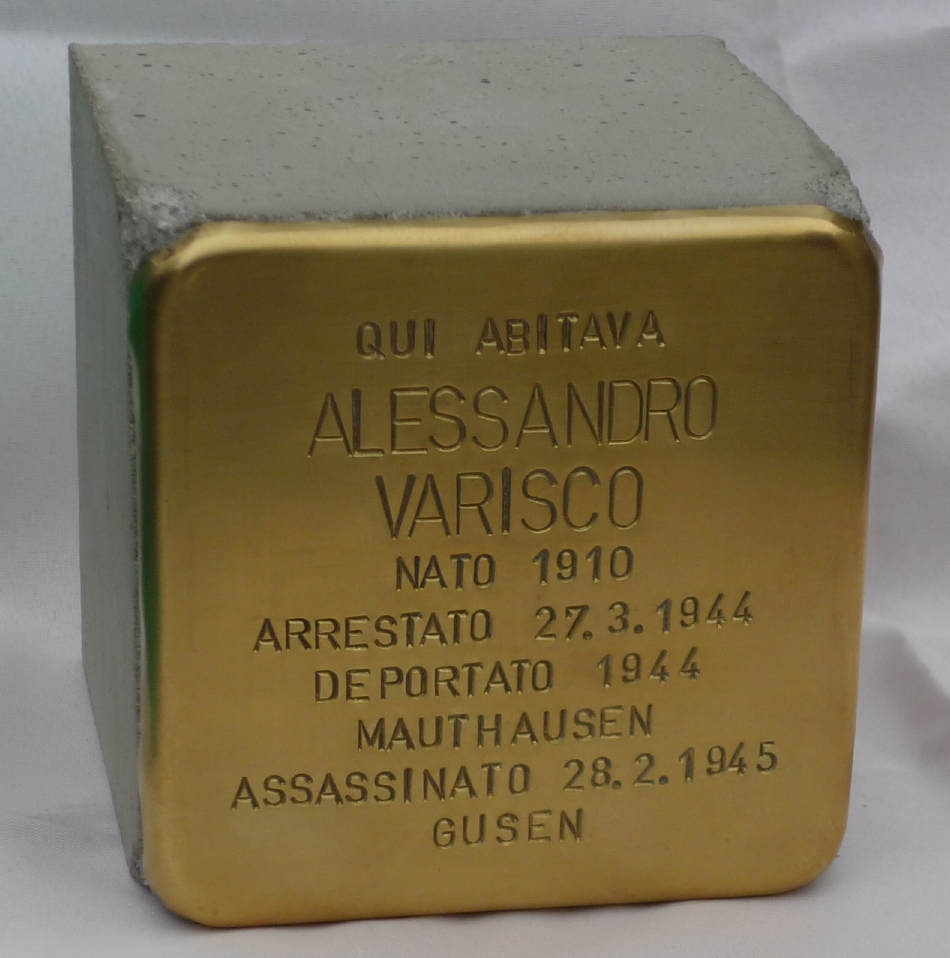 QUI ABITAVA
ALESSANDRO
VARISCO
NATO 1910
ARRESTATO 27.3.1944
DEPORTATO 1944
MAUTHAUSEN
ASSASSINATO 28.2.1945
GUSEN